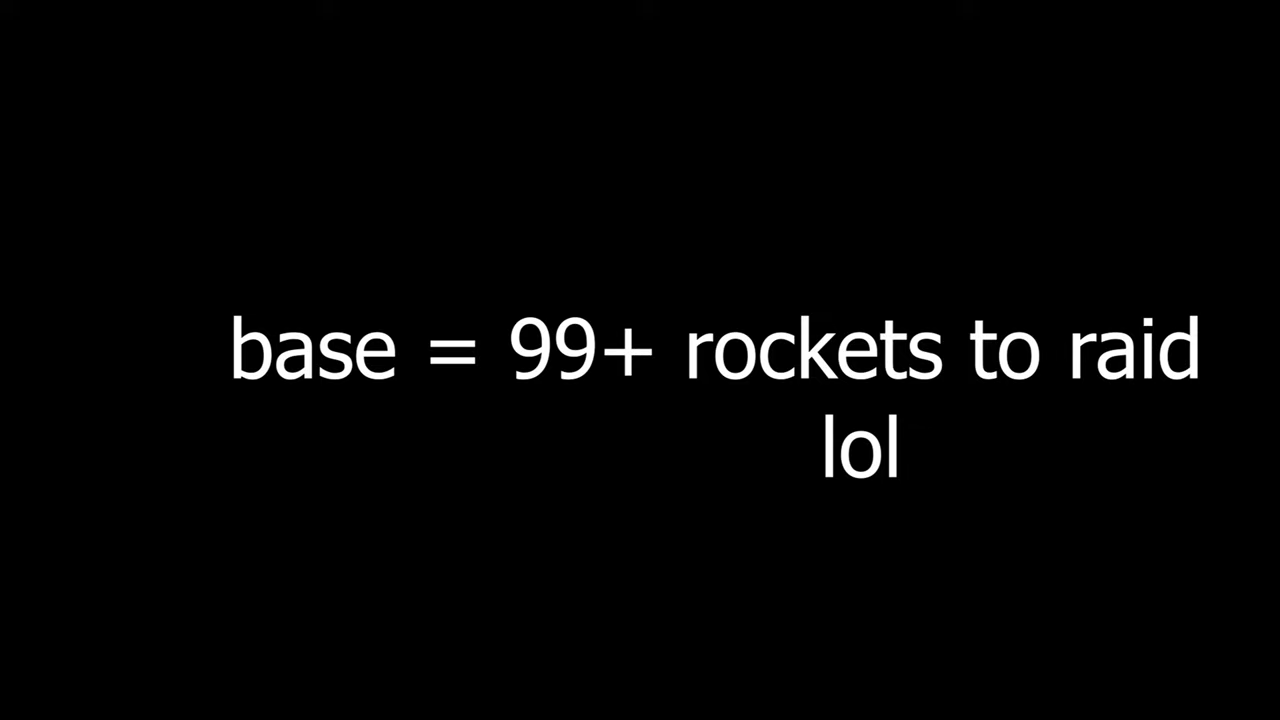 base = 99+ rockets to raid
lol